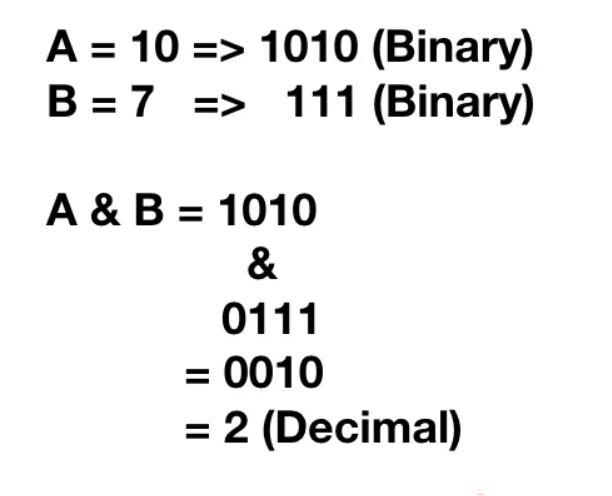 A = 10 => 1010 (Binary)
B = 7 => 111 (Binary)
A & B = 1010
&
0111
= 0010
= 2 (Decimal)